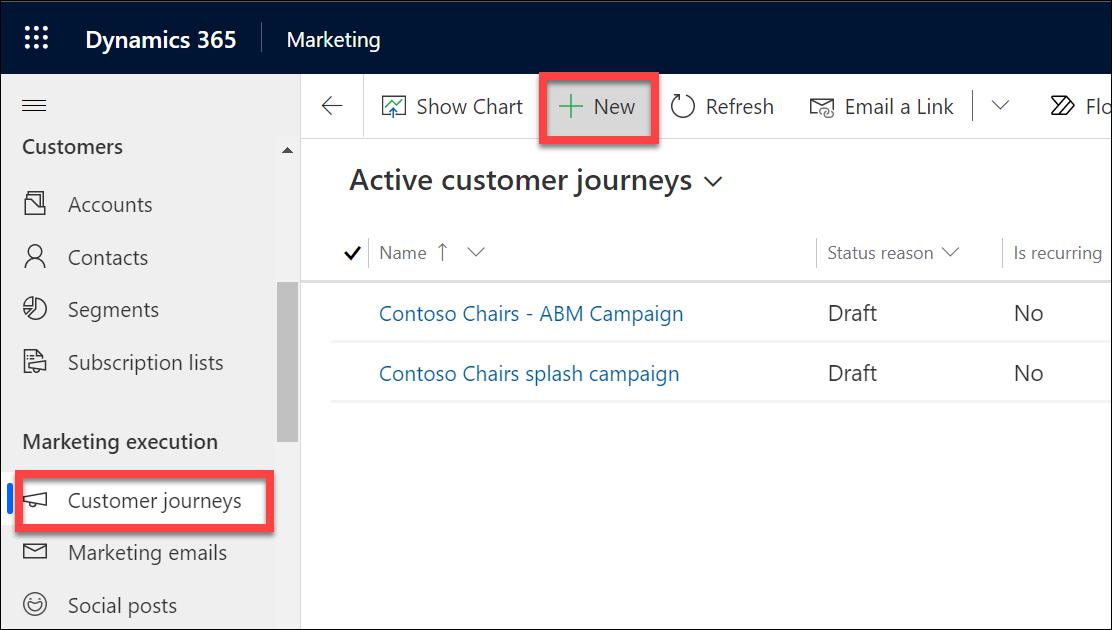 Dynamics 365 Marketing
Show Chart New Refresh Email a Link Flo
Customers
Accounts
Contacts
Segments
Subscription lists
Marketing execution
Customer journeys
Marketing emails
Social posts
Active customer journeys
Name Status reason Is recurring
Contoso Chairs - ABM Campaign Draft No
Contoso Chairs splash campaign Draft No